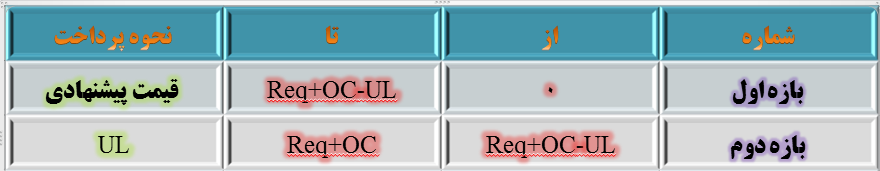 شماره از تا نحوه پرداخت
بازه اول ۰ Req+OC-UL قیمت پیشنهادی
بازه دوم Req+OC-UL Req+OC UL